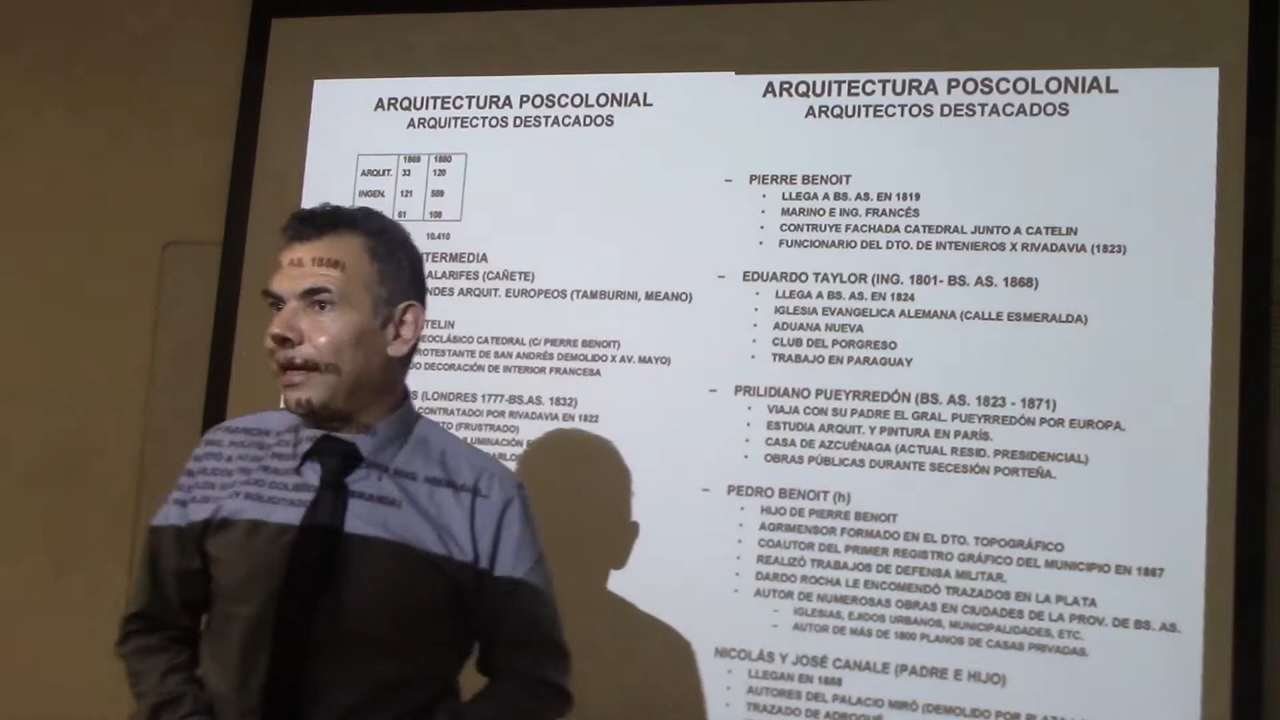 ARQUITECTURA POSCOLONIAL
ARQUITECTOS DESTACADOS
1869 1880
ARQUIT. 33 120
INGEN. 121 589
61 108
10.410
TERMEDIA
ALARIFES (CAÑETE)
NDES ARQUIT. EUROPEOS (TAMBURINI, MEANO)
TELIN
EOCLÁSICO CATEDRAL (C/ PIERRE BENOIT)
ROTESTANTE DE SAN ANDRÉS DEMOLIDO X AV. MAYO)
O DECORACIÓN DE INTERIOR FRANCESA
S (LONDRES 1777-BS.AS. 1832)
CONTRATADO! POR RIVADAVIA EN 1822
TO (FRUSTRADO)
ILUMINACIÓN
ARQUITECTURA POSCOLONIAL
ARQUITECTOS DESTACADOS
– PIERRE BENOIT
• LLEGA A BS. AS. EN 1819
• MARINO E ING. FRANCÉS
• CONTRUYE FACHADA CATEDRAL JUNTO A CATELIN
• FUNCIONARIO DEL DTO. DE INTENIEROS X RIVADAVIA (1823)
– EDUARDO TAYLOR (ING. 1801- BS. AS. 1868)
• LLEGA A BS. AS. EN 1824
• IGLESIA EVANGELICA ALEMANA (CALLE ESMERALDA)
• ADUANA NUEVA
• CLUB DEL PORGRESO
• TRABAJO EN PARAGUAY
– PRILIDIANO PUEYRREDÓN (BS. AS. 1823 - 1871)
• VIAJA CON SU PADRE EL GRAL. PUEYRREDÓN POR EUROPA.
• ESTUDIA ARQUIT. Y PINTURA EN PARÍS.
• CASA DE AZCUÉNAGA (ACTUAL RESID. PRESIDENCIAL)
• OBRAS PÚBLICAS DURANTE SECESIÓN PORTEÑA.
– PEDRO BENOIT (h)
• HIJO DE PIERRE BENOIT
• AGRIMENSOR FORMADO EN EL DTO. TOPOGRÁFICO
• COAUTOR DEL PRIMER REGISTRO GRÁFICO DEL MUNICIPIO EN 1867
• REALIZÓ TRABAJOS DE DEFENSA MILITAR.
• DARDO ROCHA LE ENCOMENDÓ TRAZADOS EN LA PLATA
• AUTOR DE NUMEROSAS OBRAS EN CIUDADES DE LA PROV. DE BS. AS.
– IGLESIAS, EJIDOS URBANOS, MUNICIPALIDADES, ETC.
– AUTOR DE MÁS DE 1800 PLANOS DE CASAS PRIVADAS.
NICOLÁS Y JOSÉ CANALE (PADRE E HIJO)
• LLEGAN EN 1858
• AUTORES DEL PALACIO MIRÓ (DEMOLIDO POR
• TRAZADO DE ADROGUÉ